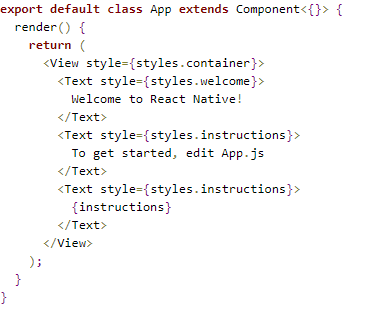 export default class App extends Component<{}> {
  render() {
    return (
      <View style={styles.container}>
        <Text style={styles.welcome}>
          Welcome to React Native!
        </Text>
        <Text style={styles.instructions}>
          To get started, edit App.js
        </Text>
        <Text style={styles.instructions}>
          {instructions}
        </Text>
      </View>
    );
  }
}